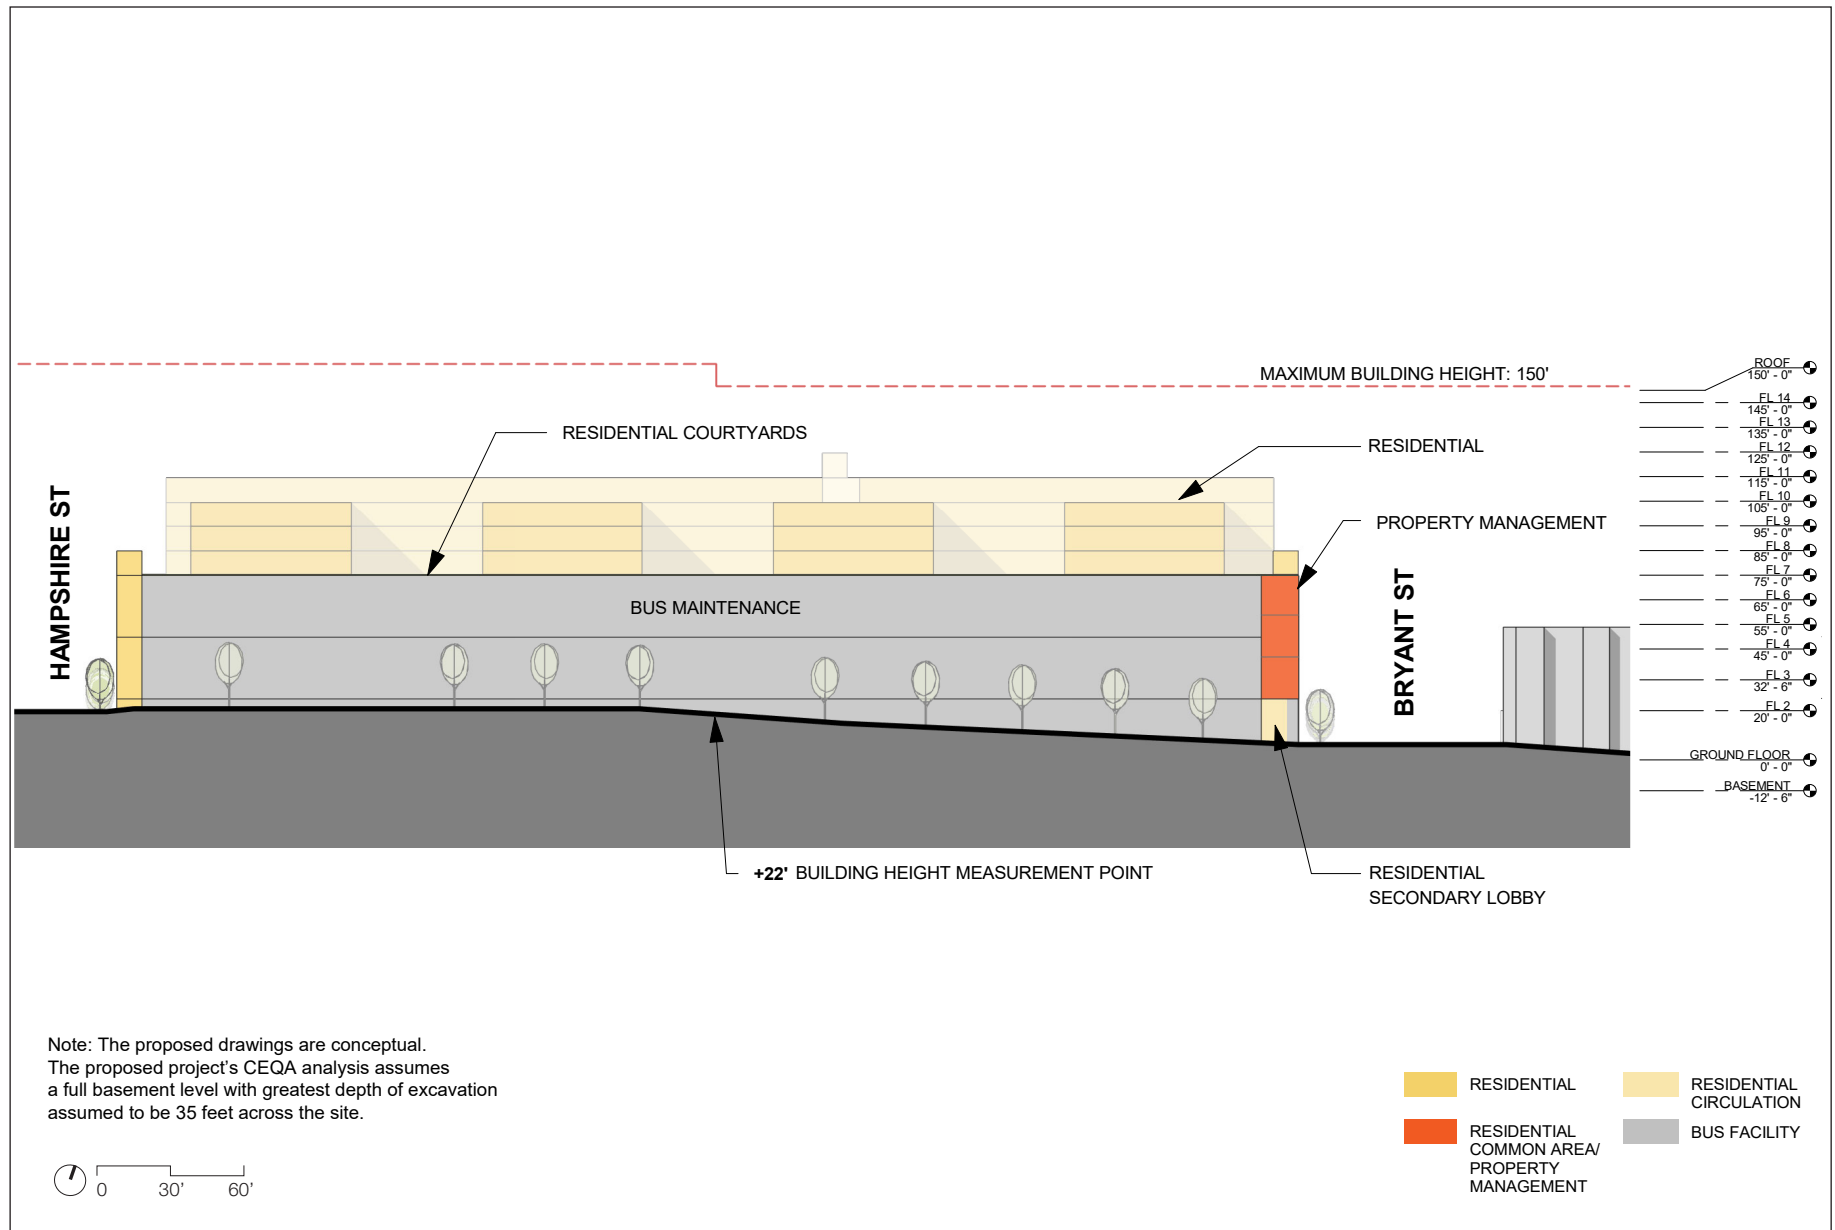 MAXIMUM BUILDING HEIGHT: 150'
ROOF
150' - 0"
FL 14
145' - 0"
FL 13
135' - 0"
FL 12
125' - 0"
FL 11
115' - 0"
FL 10
105' - 0"
FL 9
95' - 0"
FL 8
85' - 0"
FL 7
75' - 0"
FL 6
65' - 0"
FL 5
55' - 0"
FL 4
45' - 0"
FL 3
32' - 6"
FL 2
20' - 0"
GROUND FLOOR
0' - 0"
BASEMENT
-12' - 6"
RESIDENTIAL COURTYARDS
RESIDENTIAL
PROPERTY MANAGEMENT
HAMPSHIRE ST
BUS MAINTENANCE
BRYANT ST
+22' BUILDING HEIGHT MEASUREMENT POINT
RESIDENTIAL
SECONDARY LOBBY
Note: The proposed drawings are conceptual.
The proposed project's CEQA analysis assumes
a full basement level with greatest depth of excavation
assumed to be 35 feet across the site.
0 30' 60'
RESIDENTIAL
RESIDENTIAL
COMMON AREA/
PROPERTY
MANAGEMENT
RESIDENTIAL
CIRCULATION
BUS FACILITY